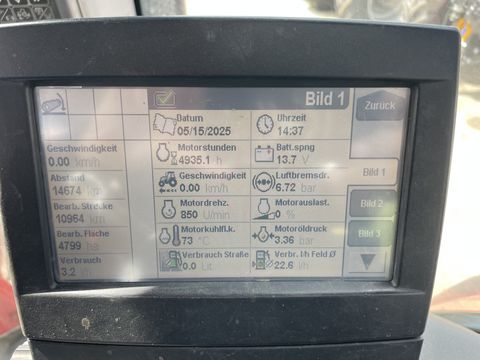 Bild 1
Zurück
Datum
05/15/2025
Uhrzeit
14:37
Geschwindigkeit
0.00 km/h
Motorstunden
4935.1 h
Batt.spng
13.7 V
Bild 1
Abstand
14674 km
Geschwindigkeit
0.00 km/h
Luftbremsdr.
6.72 bar
Bearb. Strecke
10964 km
Motordrehz.
850 U/min
Motorauslast.
0 %
Bild 2
Bearb. Fläche
4799 ha
Motorkuhlflk.
73 °C
Motoröldruck
3.36 bar
Bild 3
Verbrauch
3.2 l/h
Verbrauch Straße
0.0 Lit
Verbr. l/h Feld Ø
22.6 l/h